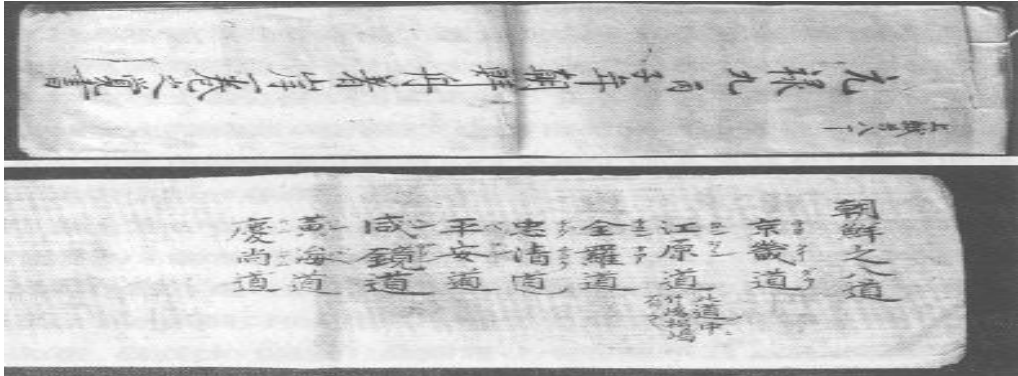 元禄九丙子年朝鮮舟着岸一巻之覚書
朝鮮之八道
京畿道
江原道
此道中ニ
竹嶋松嶋
有之
全羅道
忠清道
平安道
咸鏡道
黄海道
慶尚道